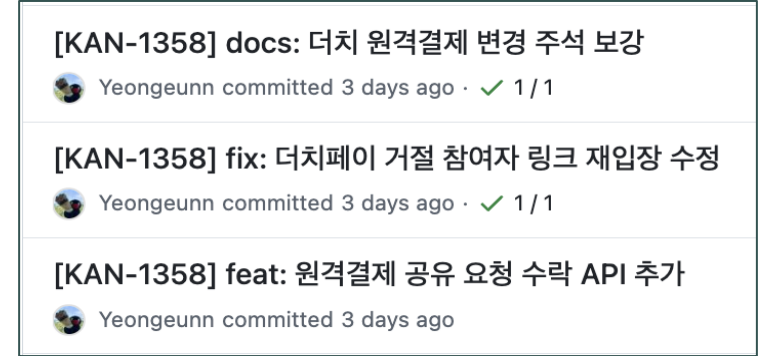 [KAN-1358] docs: 더치 원격결제 변경 주석 보강
Yeongeunn committed 3 days ago · ✓ 1 / 1
[KAN-1358] fix: 더치페이 거절 참여자 링크 재입장 수정
Yeongeunn committed 3 days ago · ✓ 1 / 1
[KAN-1358] feat: 원격결제 공유 요청 수락 API 추가
Yeongeunn committed 3 days ago